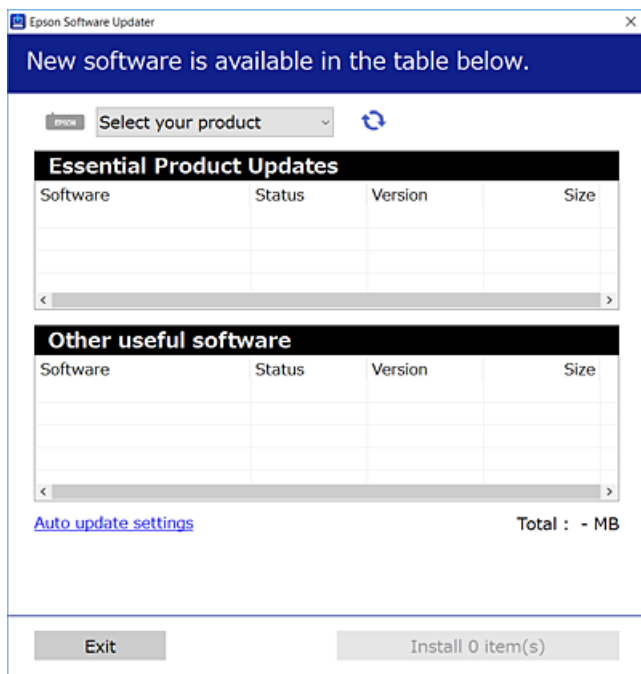 Epson Software Updater
New software is available in the table below.
EPSON Select your product
Essential Product Updates
Software Status Version Size
Other useful software
Software Status Version Size
Auto update settings Total : - MB
Exit Install 0 item(s)